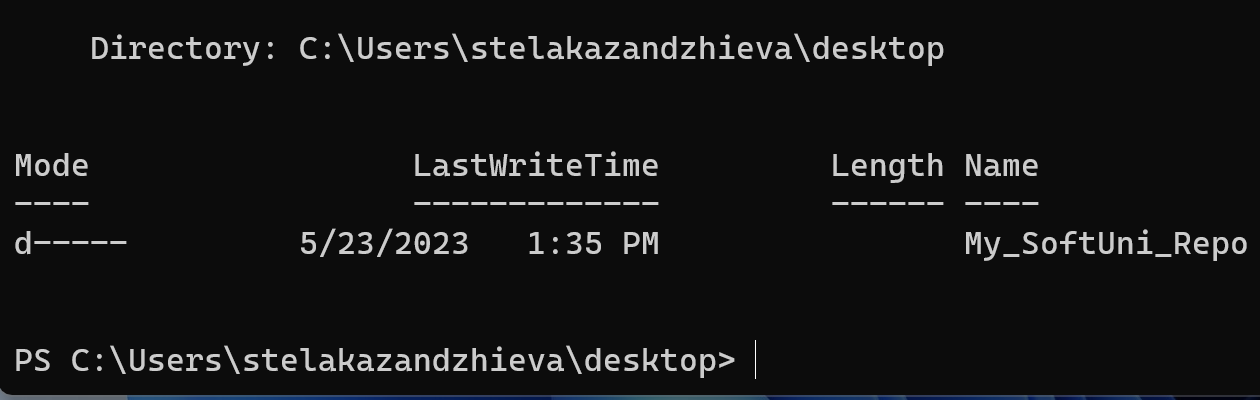 Directory: C:\Users\stelakazandzhieva\desktop
Mode LastWriteTime Length Name
---- ------------- ------ ----
d----- 5/23/2023 1:35 PM My_SoftUni_Repo
PS C:\Users\stelakazandzhieva\desktop>